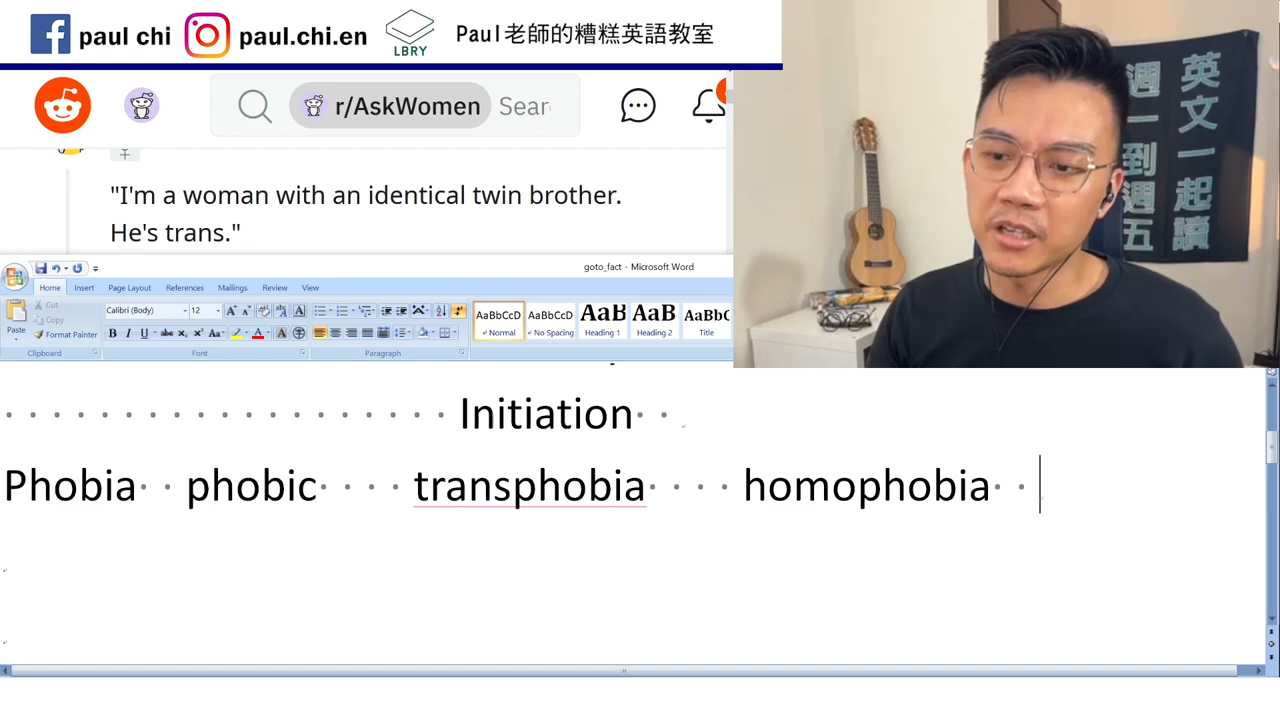 paul chi paul.chi.en LBRY Paul老師的糟糕英語教室
r/AskWomen Sear
"I'm a woman with an identical twin brother.
He's trans."
goto_fact - Microsoft Word
Home Insert Page Layout References Mailings Review View
Paste Cut Copy Format Painter
Calibri (Body) 12
AaBbCcD AaBbCcD AaB AaB AaBbC
Normal No Spacing Heading 1 Heading 2 Title
Clipboard Font Paragraph
Initiation
Phobia phobic transphobia homophobia
英文一起讀
週一到週五